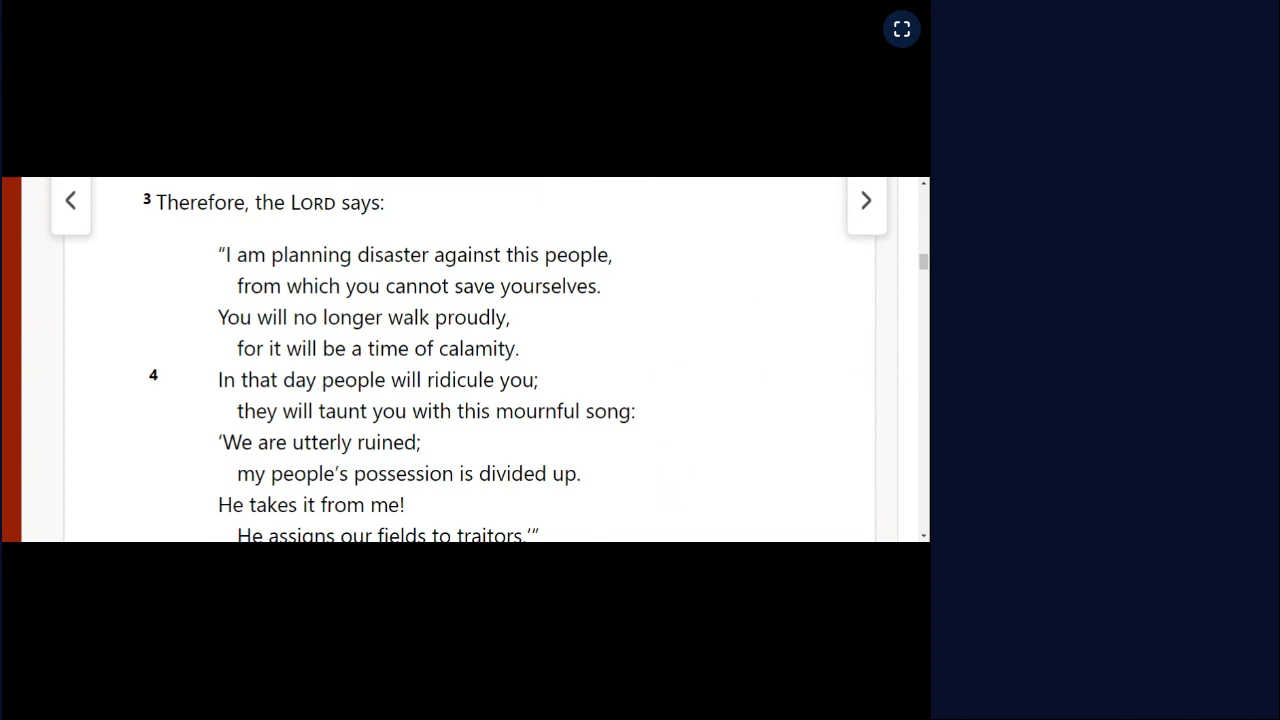 3 Therefore, the LORD says:
“I am planning disaster against this people,
from which you cannot save yourselves.
You will no longer walk proudly,
for it will be a time of calamity.
4 In that day people will ridicule you;
they will taunt you with this mournful song:
‘We are utterly ruined;
my people’s possession is divided up.
He takes it from me!
He assigns our fields to traitors.’”